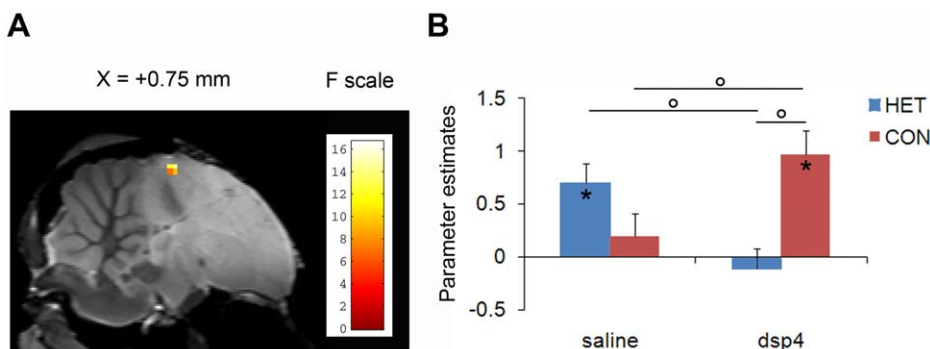 A
X = +0.75 mm
F scale
16
14
12
10
8
6
4
2
0
B
Parameter estimates
1.5
1
0.5
0
-0.5
HET
CON
*
*
saline
dsp4